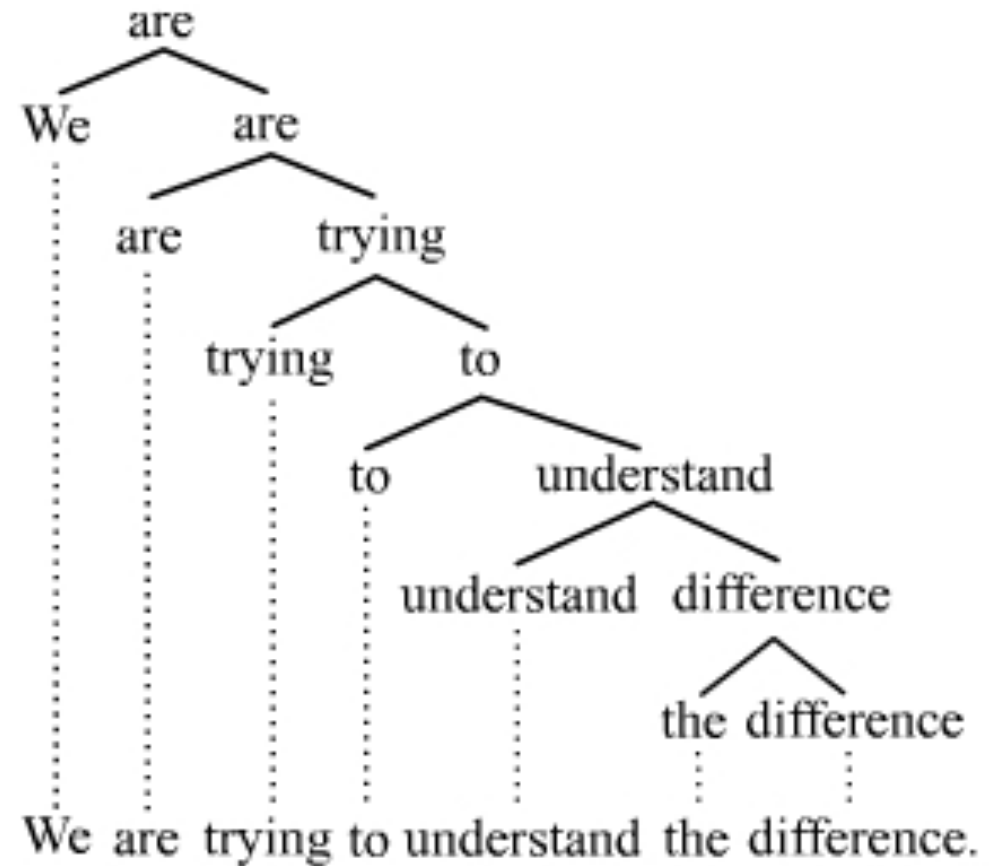 are
We are
are trying
trying to
to understand
understand difference
the difference
We are trying to understand the difference.